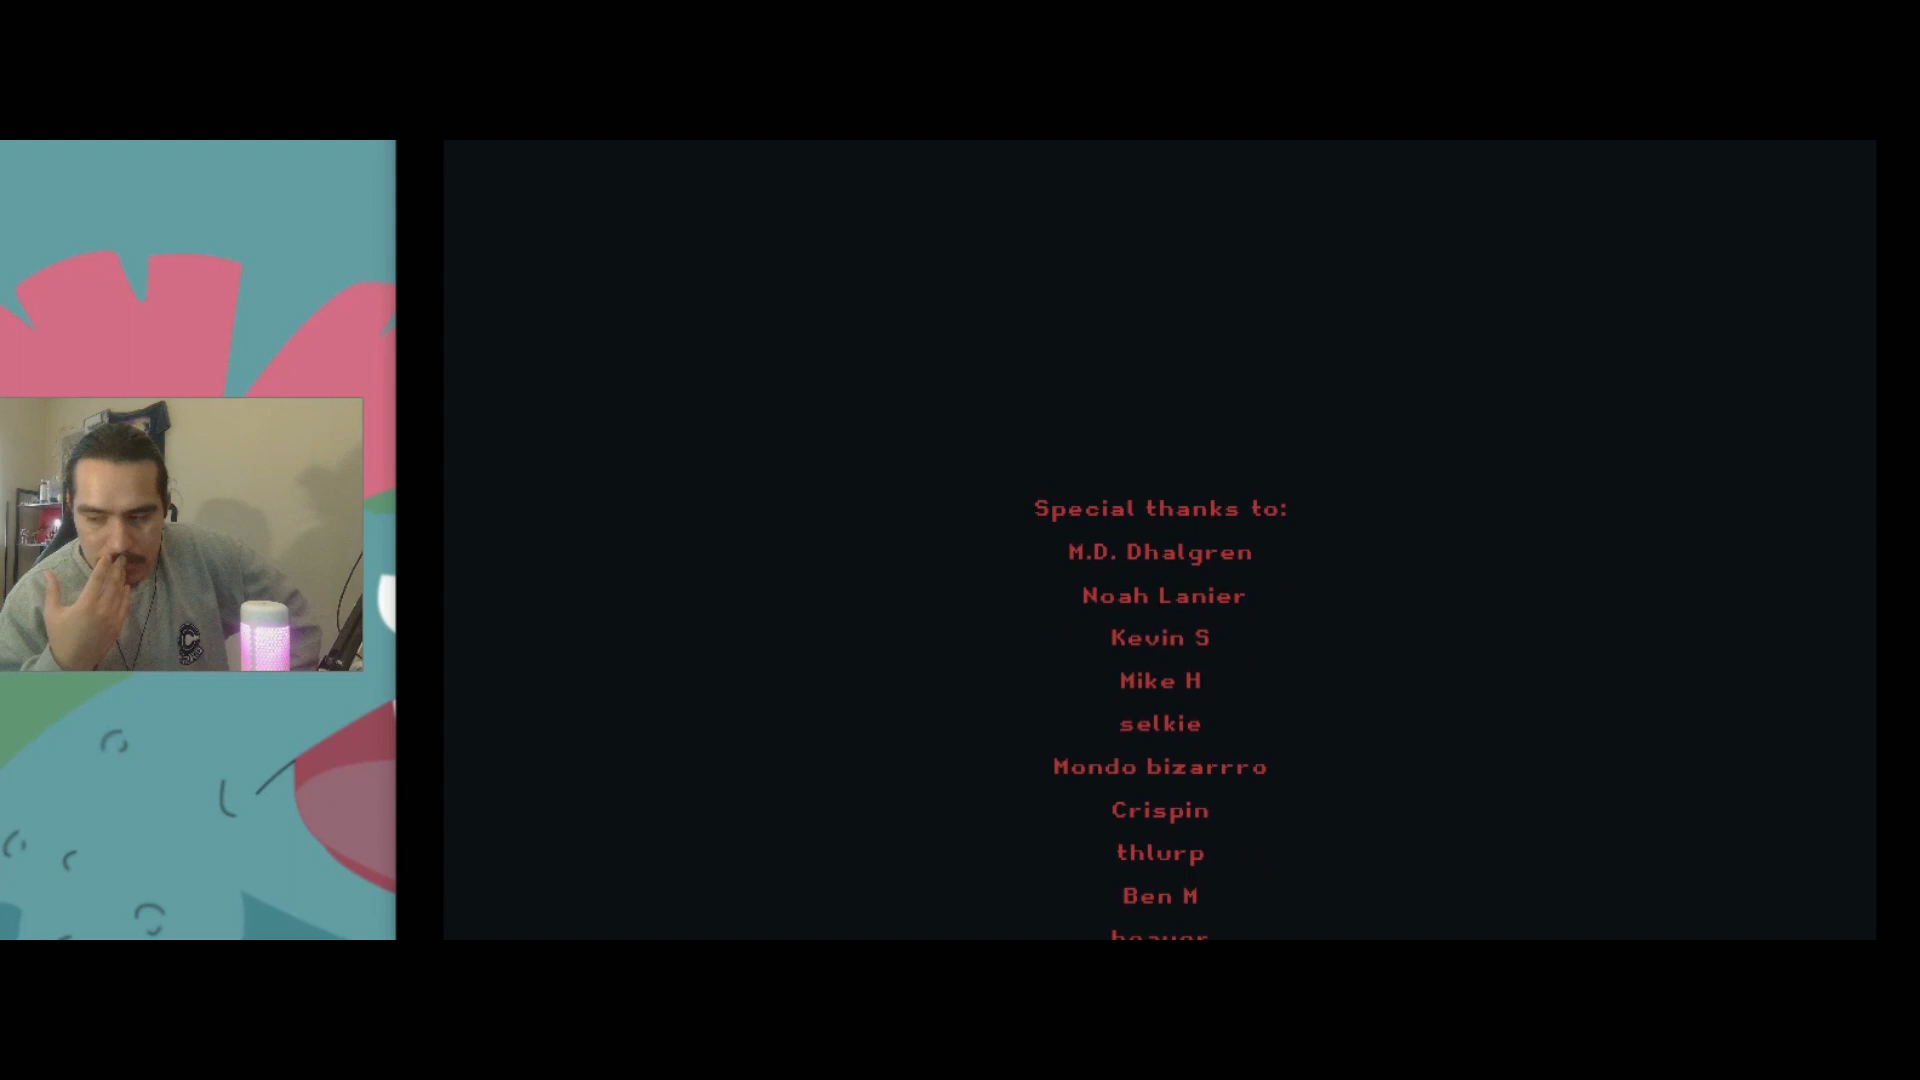 Special thanks to:
M.D. Dhalgren
Noah Lanier
Kevin S
Mike H
selkie
Mondo bizarrro
Crispin
thlurp
Ben M